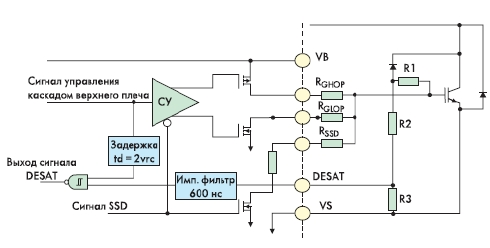 VB
Сигнал управления
каскадом верхнего плеча
СУ
RGHOP
R1
RGLOP
Задержка
td = 2vrc
RSSD
R2
Выход сигнала
DESAT
Имп. фильтр
600 нс
DESAT
Сигнал SSD
VS
R3